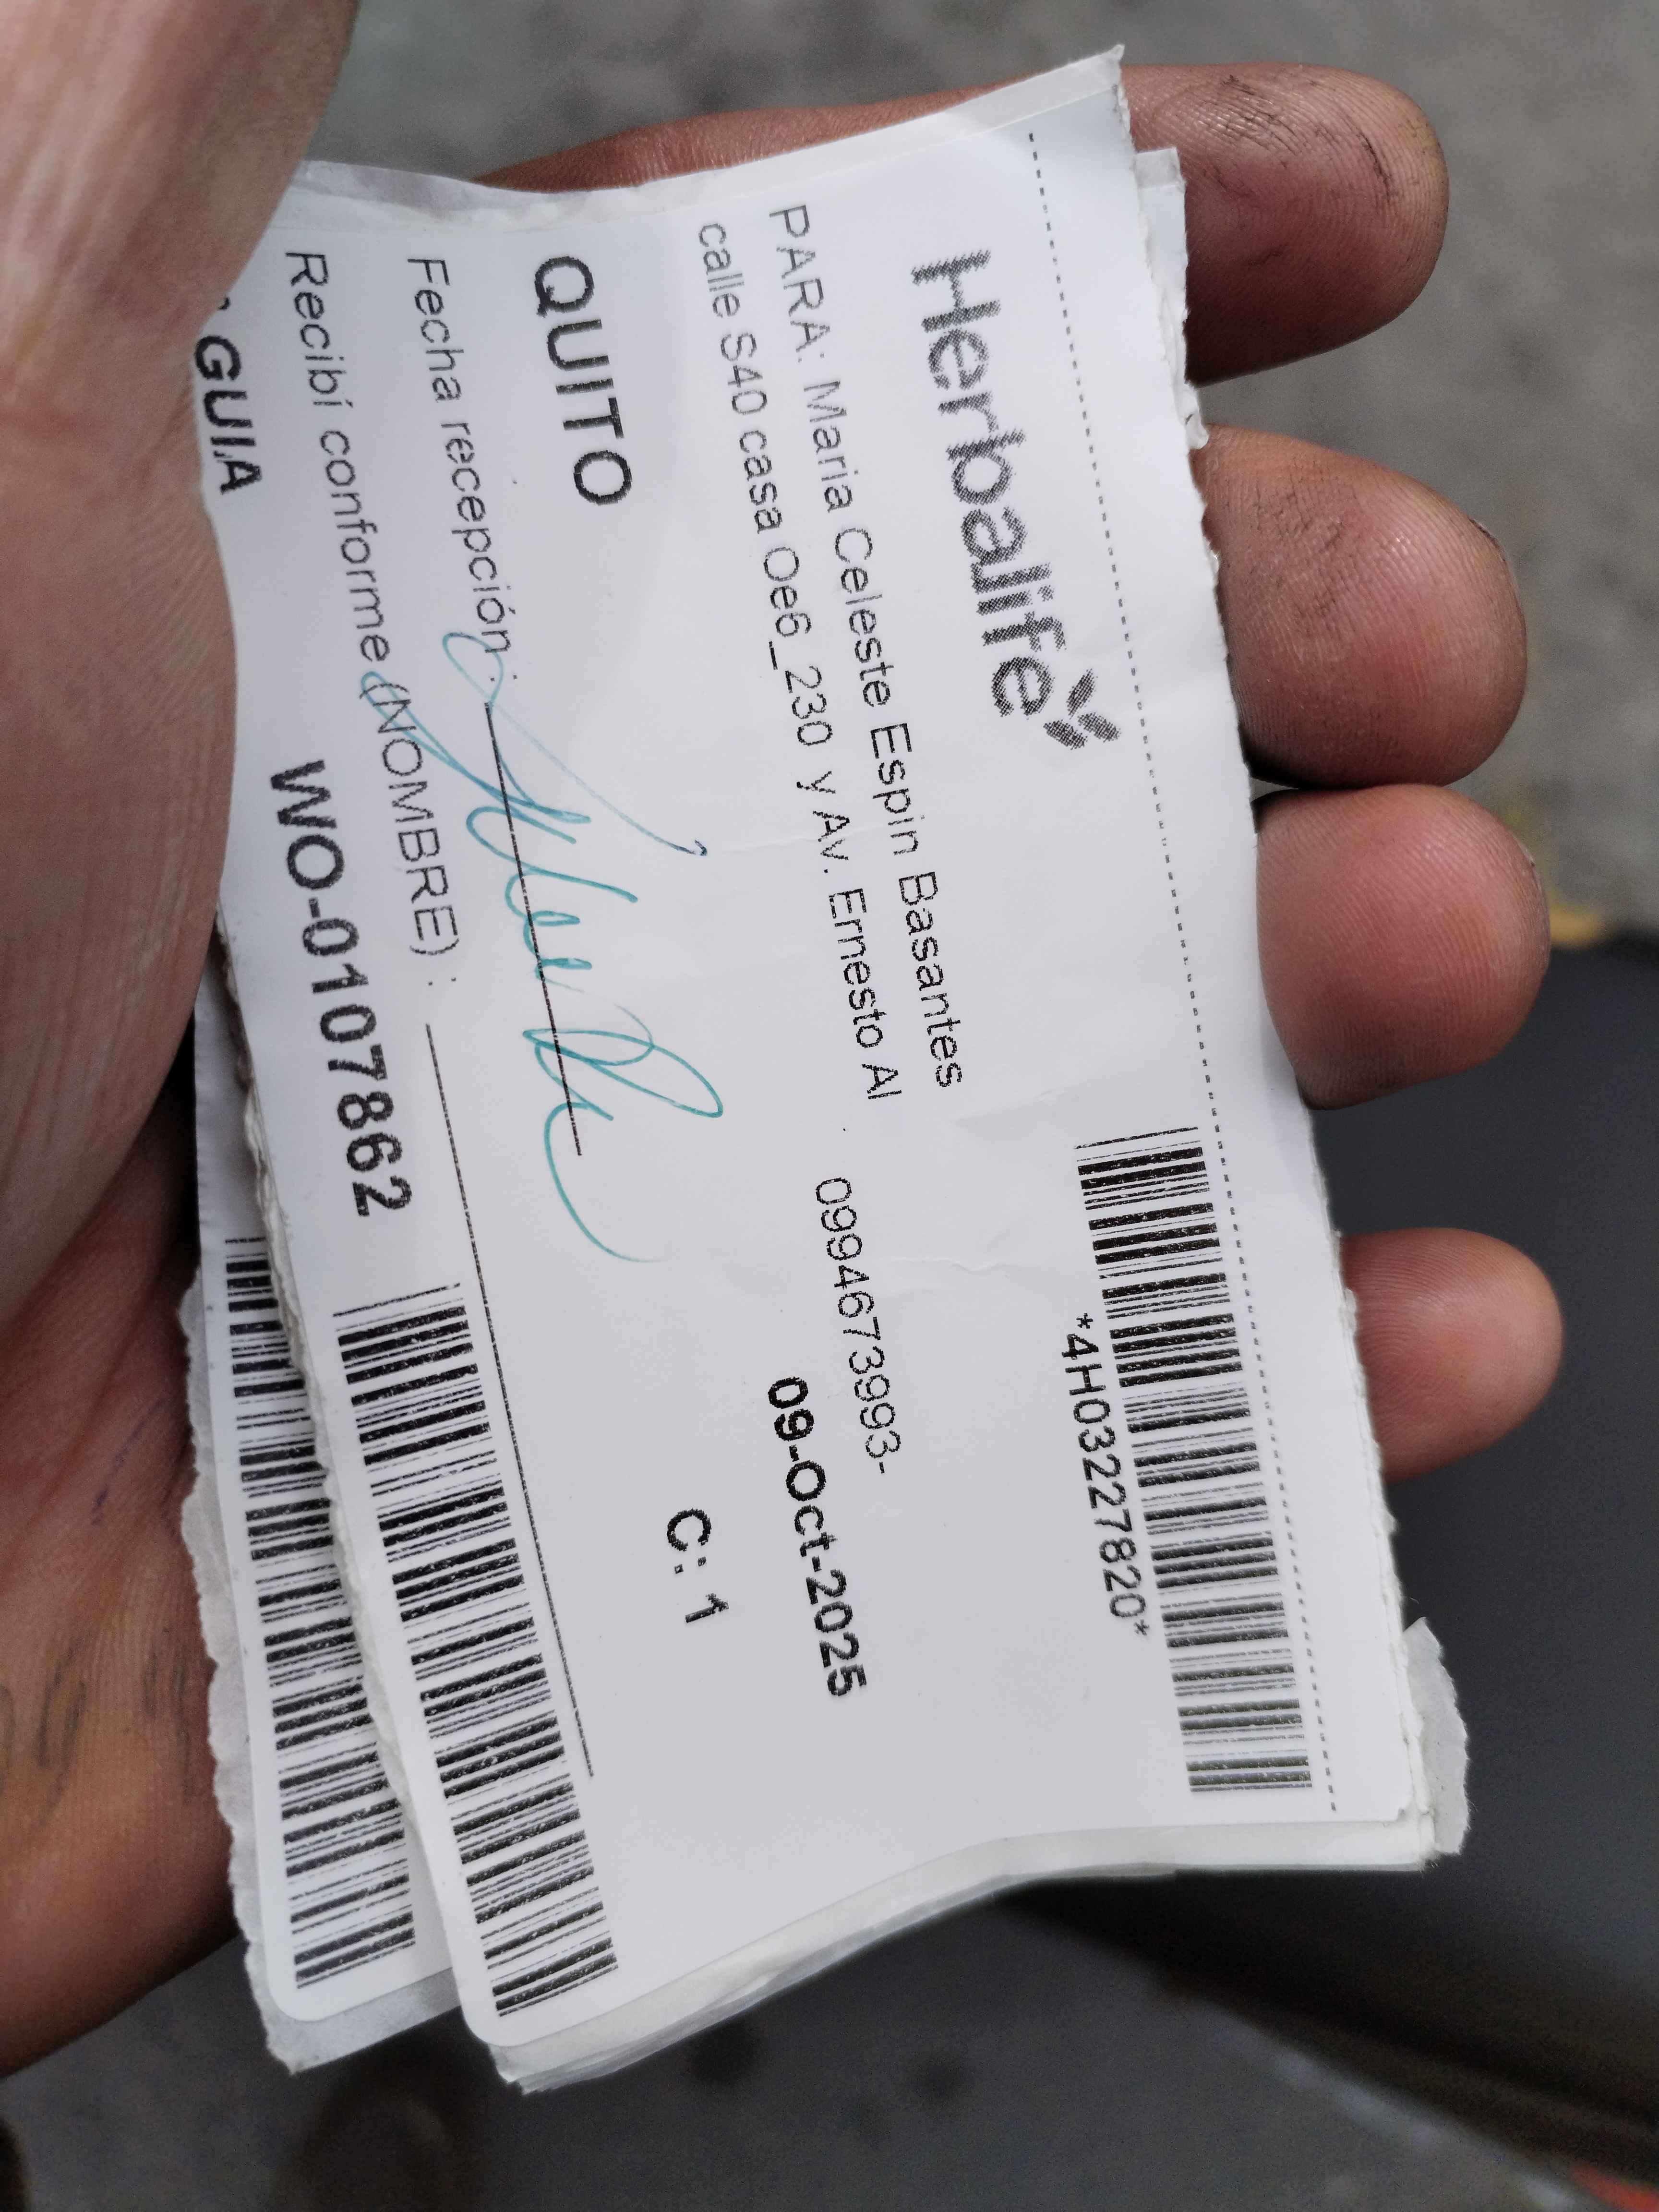 Herbalife
*4H03227820*
PARA: Maria Celeste Espin Basantes
calle S40 casa Oe6_230 y Av. Ernesto Al
0994673993-
09-Oct-2025
QUITO
C: 1
Fecha recepción :
Recibí conforme (NOMBRE) :
GUIA WO-0107862